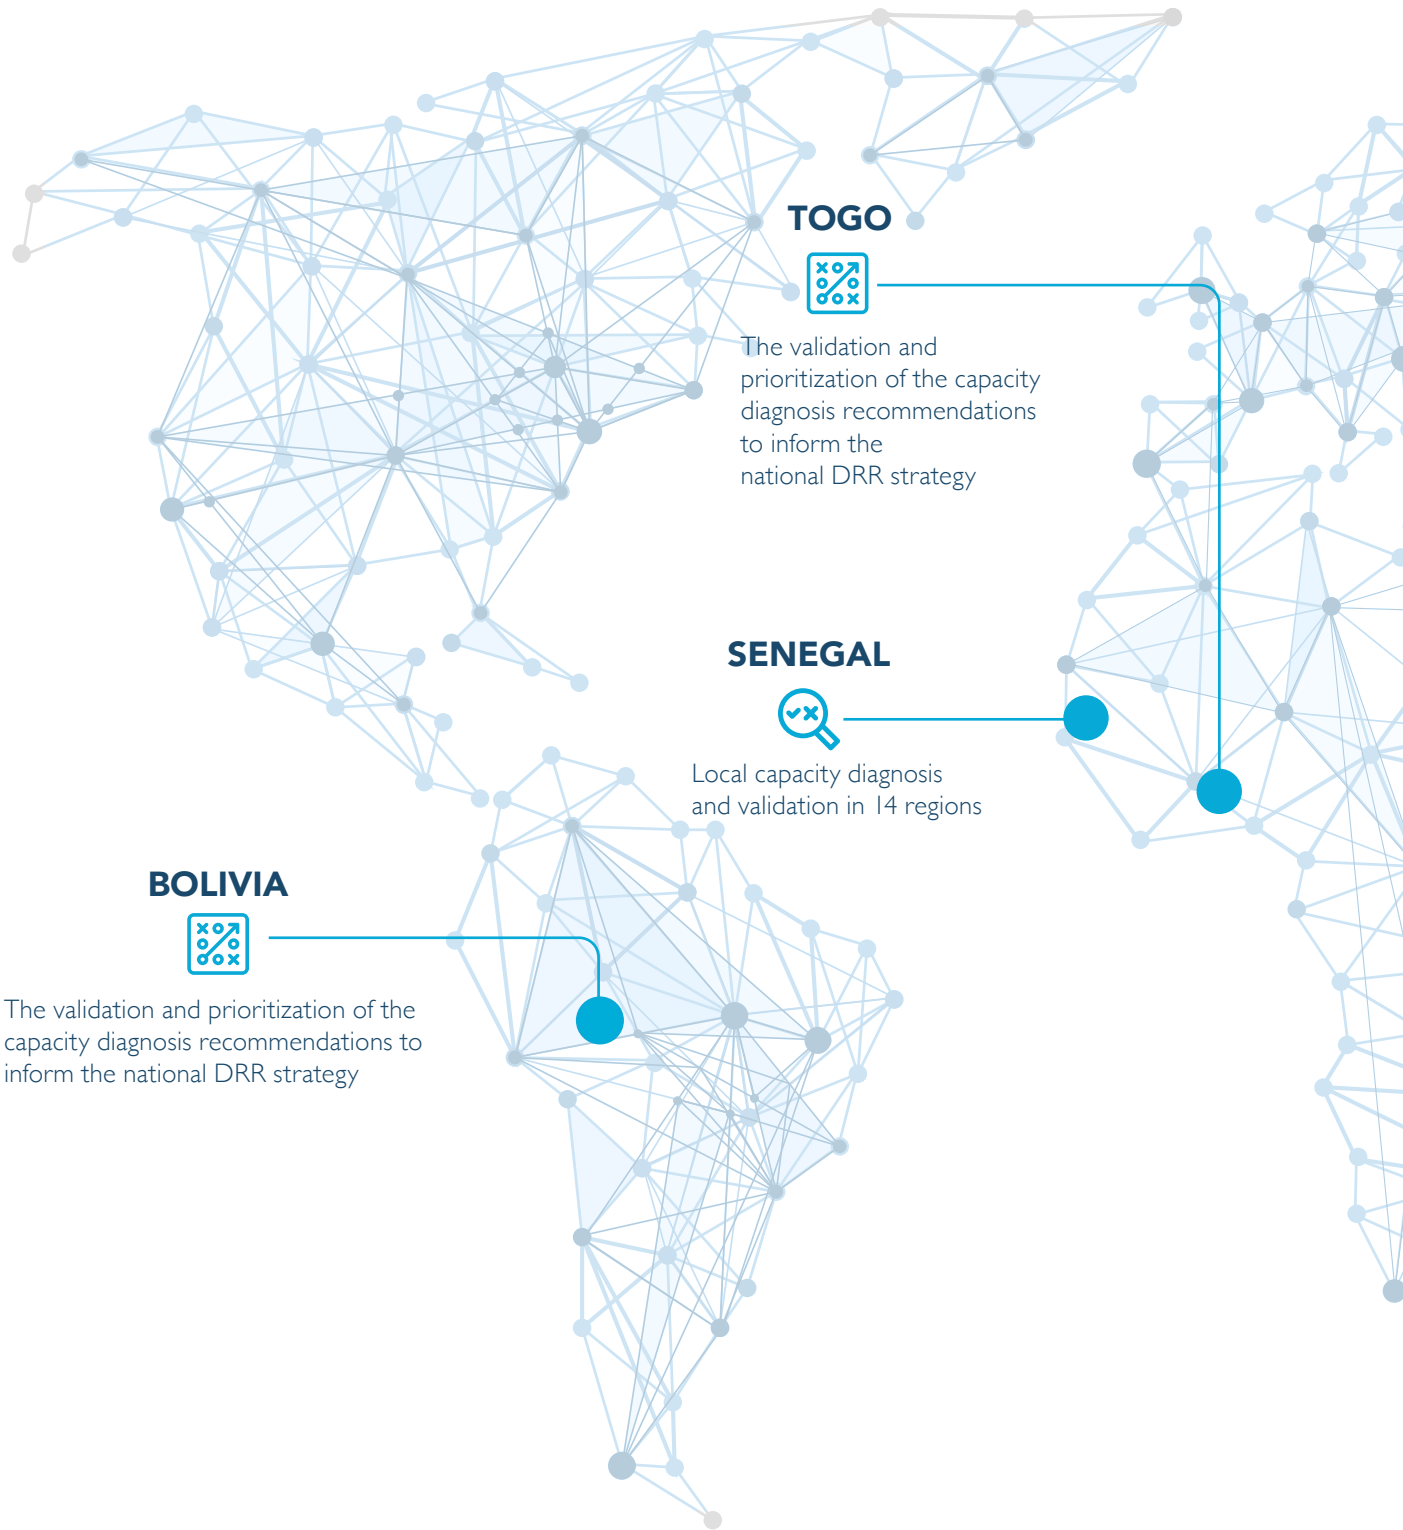 TOGO
The validation and
prioritization of the capacity
diagnosis recommendations
to inform the
national DRR strategy
SENEGAL
Local capacity diagnosis
and validation in 14 regions
BOLIVIA
The validation and prioritization of the
capacity diagnosis recommendations to
inform the national DRR strategy